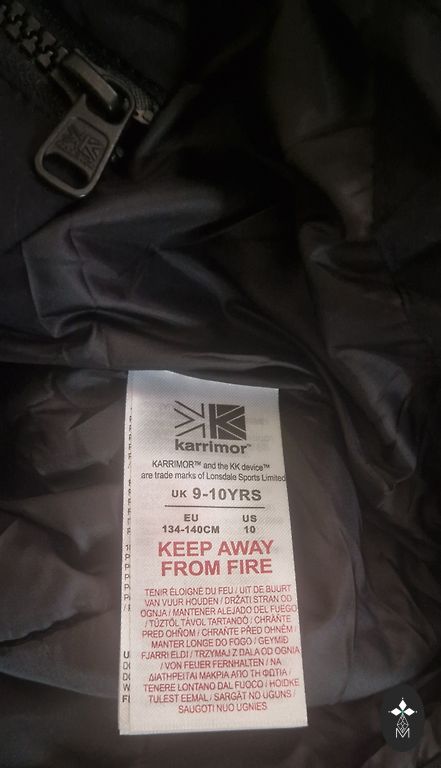 karrimor™
KARRIMOR™ and the KK device™
are trade marks of Lonsdale Sports Limited
UK 9-10YRS
EU US
134-140CM 10
KEEP AWAY
FROM FIRE
TENIR ÉLOIGNÉ DU FEU / UIT DE BUURT
VAN VUUR HOUDEN / DRŽATI STRAN OD
OGNJA / MANTENER ALEJADO DEL FUEGO
/ TŰZTŐL TÁVOL TARTANDÓ / CHRÁŇTE
PRED OHŇOM / CHRAŇTE PŘED OHNĚM /
MANTER LONGE DO FOGO / GEYMIÐ
FJARRI ELDI / TRZYMAJ Z DALA OD OGNIA
/ VON FEUER FERNHALTEN / ΝΑ
ΔΙΑΤΗΡΕΙΤΑΙ ΜΑΚΡΙΑ ΑΠΟ ΤΗ ΦΩΤΙΑ /
TENERE LONTANO DAL FUOCO / HOIDKE
TULEST EEMAL / SARGĀT NO UGUNS /
SAUGOTI NUO UGNIES
M